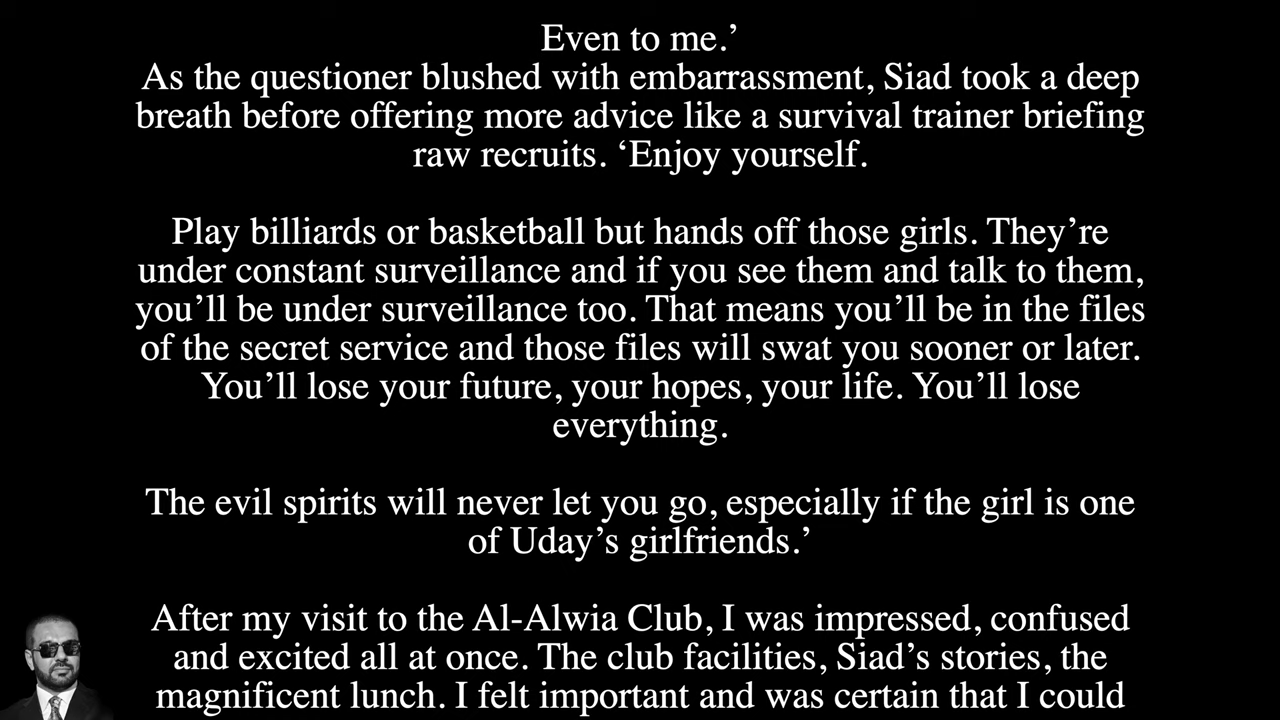 Even to me.’
As the questioner blushed with embarrassment, Siad took a deep
breath before offering more advice like a survival trainer briefing
raw recruits. ‘Enjoy yourself.
Play billiards or basketball but hands off those girls. They’re
under constant surveillance and if you see them and talk to them,
you’ll be under surveillance too. That means you’ll be in the files
of the secret service and those files will swat you sooner or later.
You’ll lose your future, your hopes, your life. You’ll lose
everything.
The evil spirits will never let you go, especially if the girl is one
of Uday’s girlfriends.’
After my visit to the Al-Alwia Club, I was impressed, confused
and excited all at once. The club facilities, Siad’s stories, the
magnificent lunch. I felt important and was certain that I could